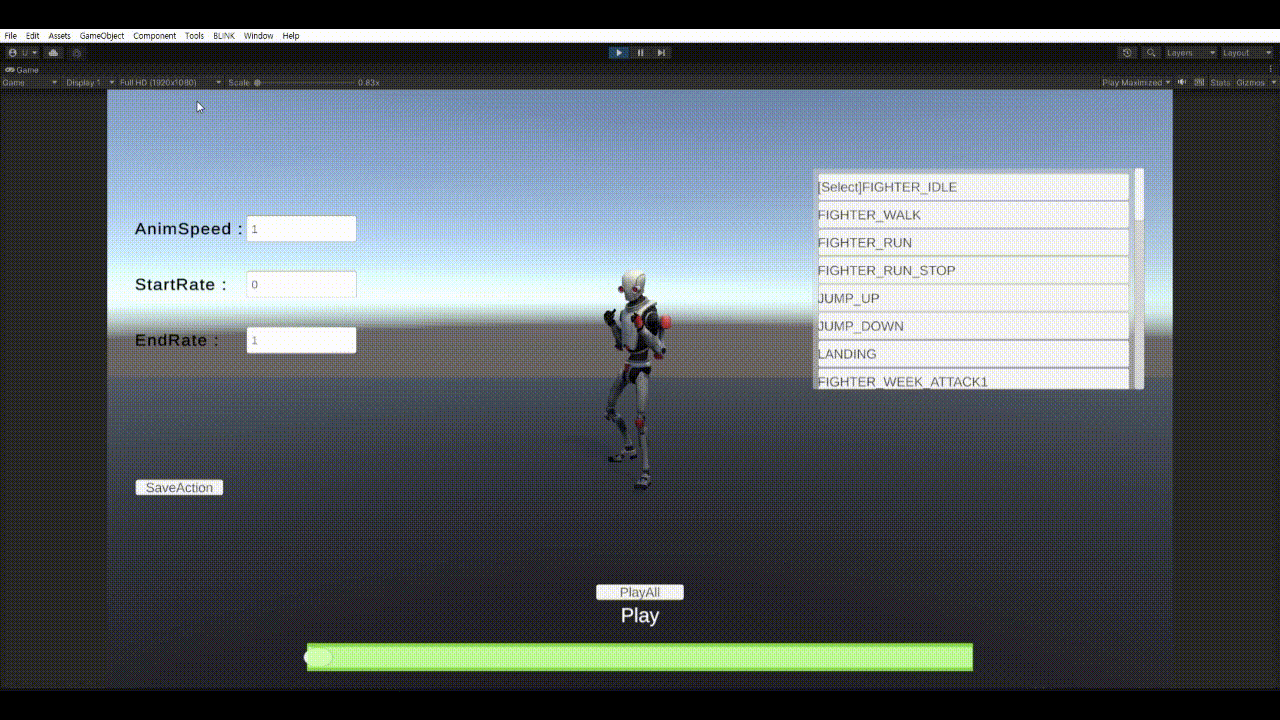 File Edit Assets GameObject Component Tools BLINK Window Help
U Layers Layout
Game
Game Display 1 Full HD (1920x1080) Scale 0.83x Play Maximized Stats Gizmos
[Select]FIGHTER_IDLE
FIGHTER_WALK
FIGHTER_RUN
FIGHTER_RUN_STOP
JUMP_UP
JUMP_DOWN
LANDING
FIGHTER_WEEK_ATTACK1
AnimSpeed : 1
StartRate : 0
EndRate : 1
SaveAction
PlayAll
Play